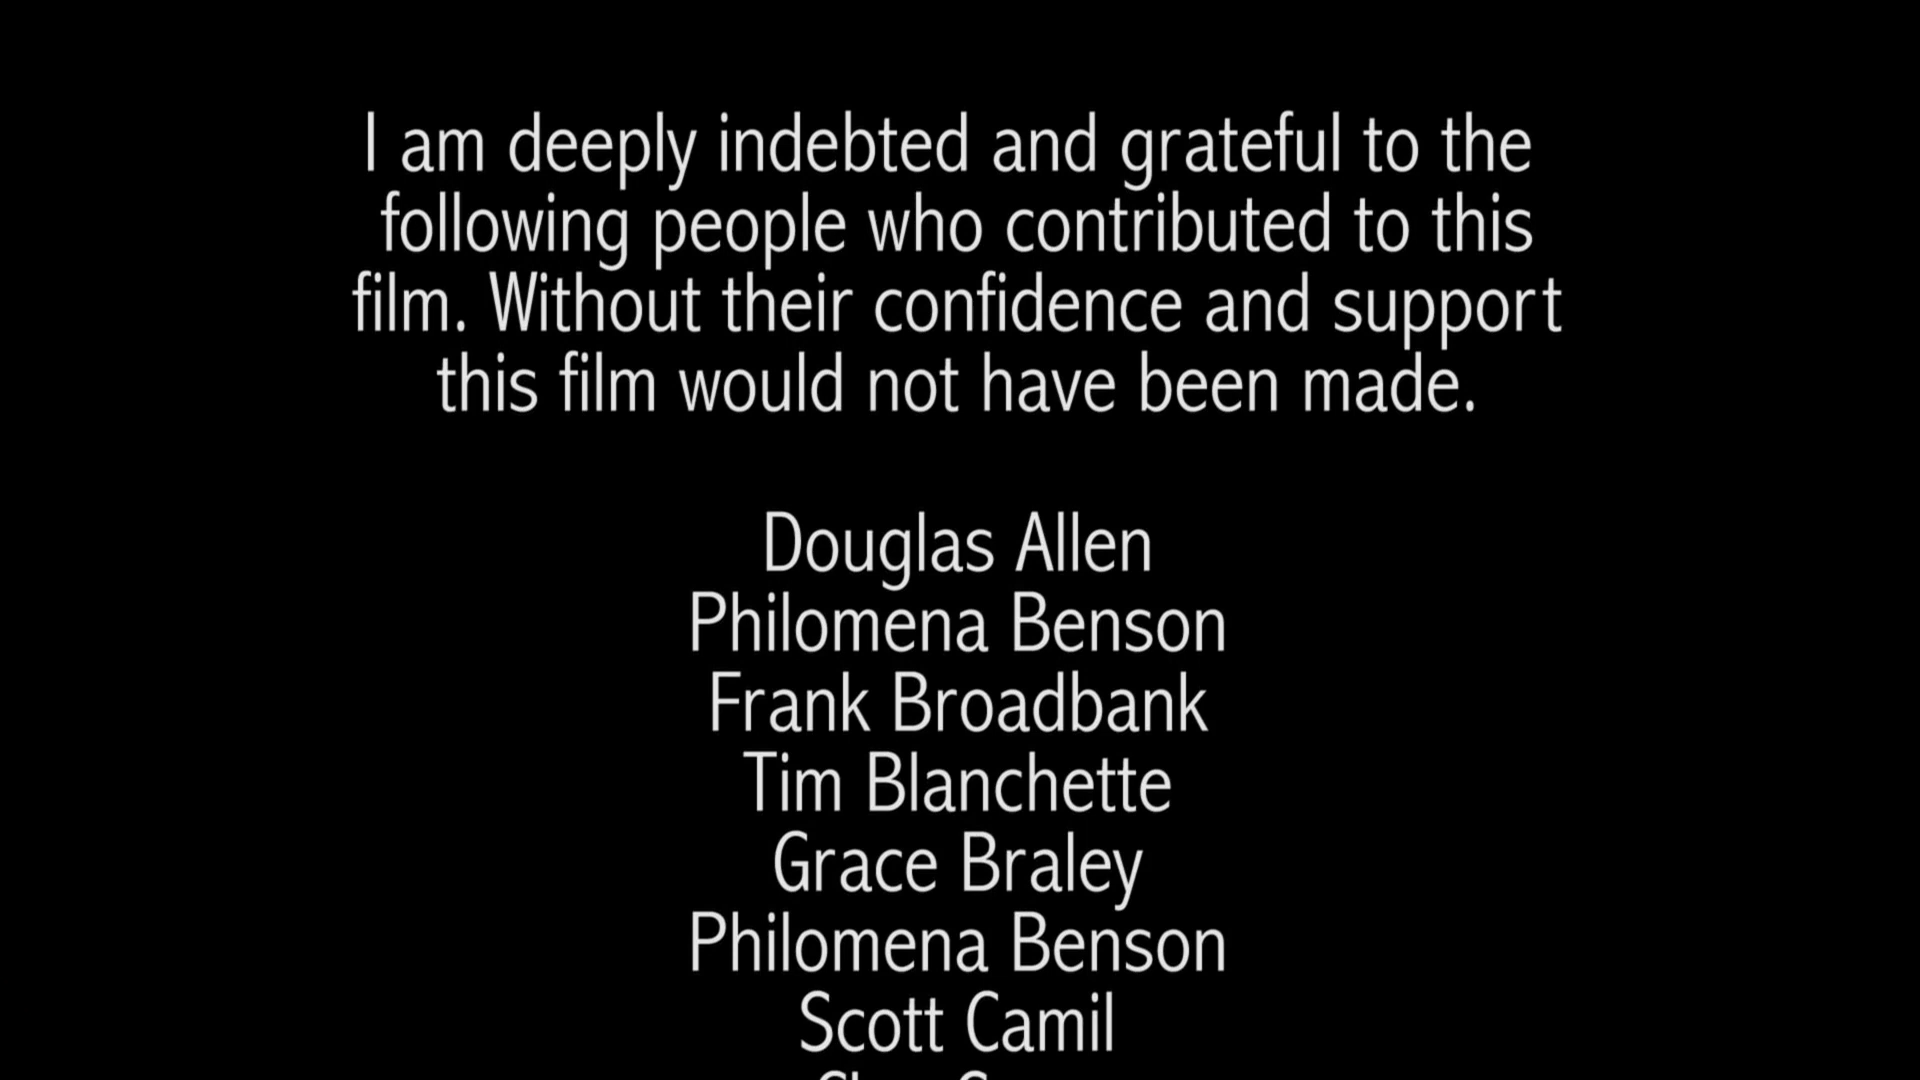 I am deeply indebted and grateful to the
following people who contributed to this
film. Without their confidence and support
this film would not have been made.
Douglas Allen
Philomena Benson
Frank Broadbank
Tim Blanchette
Grace Braley
Philomena Benson
Scott Camil